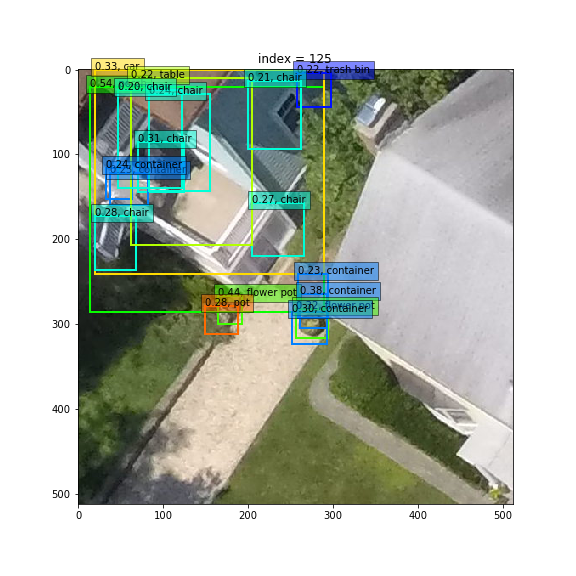 index = 125
0.33, car
0.22, trash bin
0.22, table
0.21, chair
0.54,
0.20, chair
chair
0.31, chair
0.24, container
container
0.28, chair
0.27, chair
0.23, container
0.38, container
0.44, flower pot
flower pot
0.28, pot
0.30, container
0
100
200
300
400
500
0
100
200
300
400
500